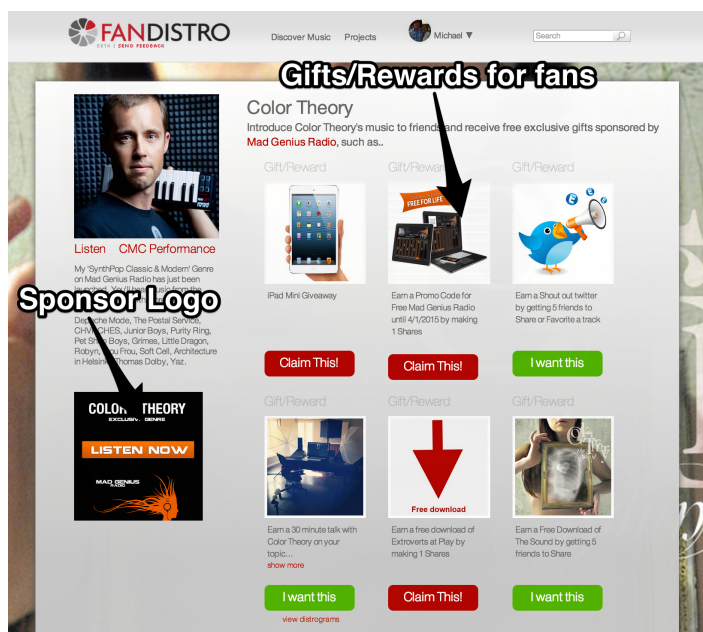 FANDISTRO
BETA | SEND FEEDBACK
Discover Music Projects Michael ▼ Search
Gifts/Rewards for fans
Color Theory
Introduce Color Theory's music to friends and receive free exclusive gifts sponsored by
Mad Genius Radio, such as..
Gift/Reward
Gift/Reward
Gift/Reward
FREE FOR LIFE
Listen CMC Performance
My 'SynthPop Classic & Modern' Genre
on Mad Genius Radio has just been
Sponsor Logo
Depeche Mode, The Postal Service,
CHVRCHES, Junior Boys, Purity Ring,
Pet Shop Boys, Grimes, Little Dragon,
Robyn, Frou Frou, Soft Cell, Architecture
in Helsinki, Thomas Dolby, Yaz.
iPad Mini Giveaway
Claim This!
Earn a Promo Code for
Free Mad Genius Radio
until 4/1/2015 by making
1 Shares
Claim This!
Earn a Shout out twitter
by getting 5 friends to
Share or Favorite a track
I want this
COLOR THEORY
EXCLUSIVE GENRE
LISTEN NOW
MAD GENIUS
RADIO
Gift/Reward
Gift/Reward
Gift/Reward
Earn a 30 minute talk with
Color Theory on your
topic...
show more
I want this
view distrograms
Free download
Earn a free download of
Extroverts at Play by
making 1 Shares
Claim This!
Earn a Free Download of
The Sound by getting 5
friends to Share
I want this